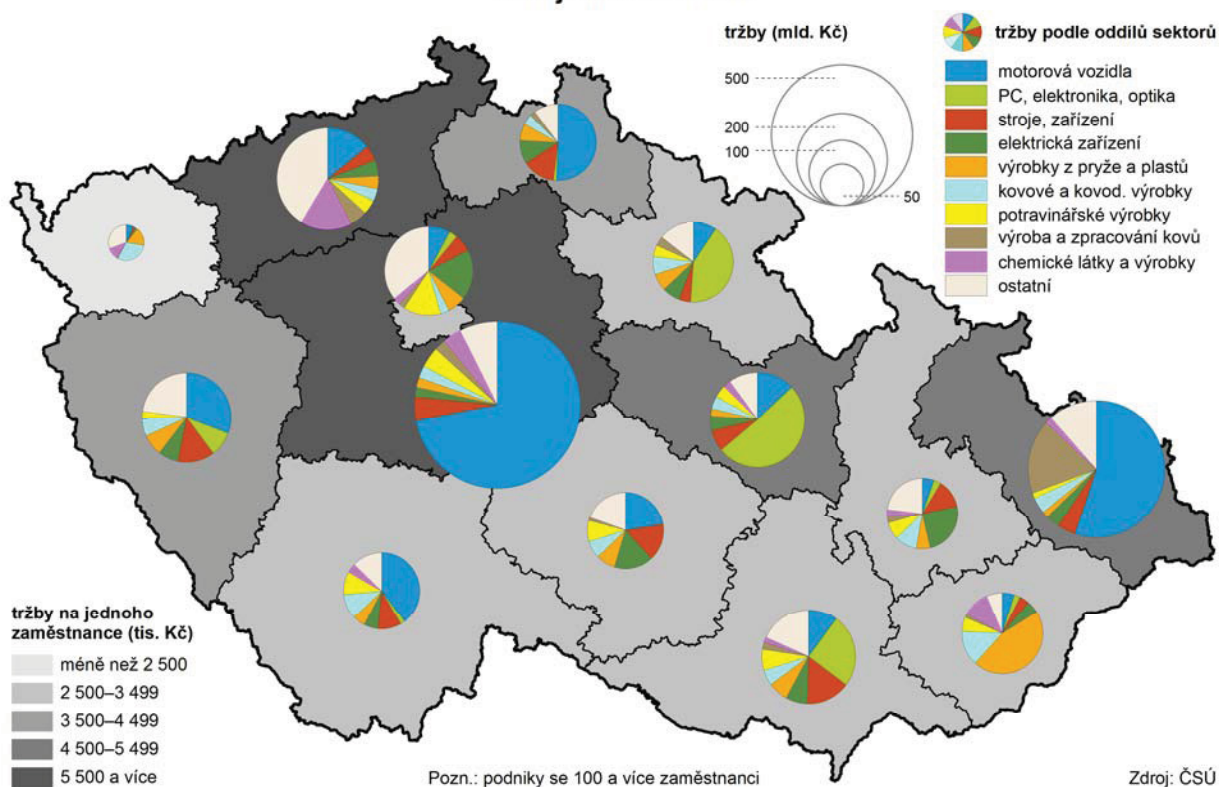 tržby (mld. Kč)
500
200
100
50
tržby podle oddílů sektorů
motorová vozidla
PC, elektronika, optika
stroje, zařízení
elektrická zařízení
výrobky z pryže a plastů
kovové a kovod. výrobky
potravinářské výrobky
výroba a zpracování kovů
chemické látky a výrobky
ostatní
tržby na jednoho
zaměstnance (tis. Kč)
méně než 2 500
2 500–3 499
3 500–4 499
4 500–5 499
5 500 a více
Pozn.: podniky se 100 a více zaměstnanci
Zdroj: ČSÚ